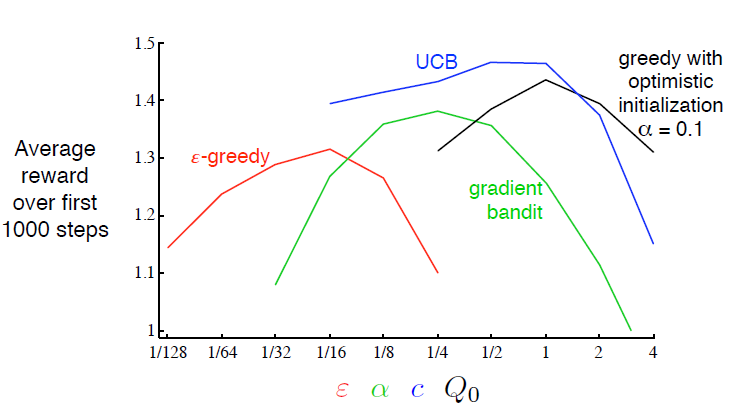 1.5
1.4
1.3
1.2
1.1
1
Average
reward
over first
1000 steps
UCB
greedy with
optimistic
initialization
α = 0.1
ε-greedy
gradient
bandit
1/128 1/64 1/32 1/16 1/8 1/4 1/2 1 2 4
ε α c Q₀